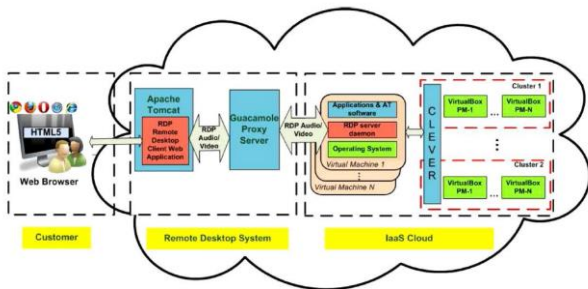 HTML5
Web Browser
Customer
Apache
Tomcat
RDP
Remote
Desktop
Client Web
Application
RDP
Audio/
Video
Guacamole
Proxy
Server
Remote Desktop System
RDP Audio/
Video
Applications & AT
software
RDP server
daemon
Operating System
Virtual Machine 1
⋮
Virtual Machine N
CLEVER
Cluster 1
VirtualBox
PM-1
...
VirtualBox
PM-N
⋮
Cluster 2
VirtualBox
PM-1
...
VirtualBox
PM-N
IaaS Cloud